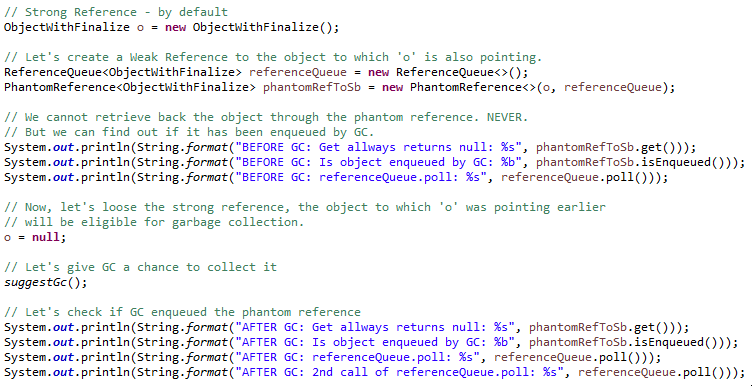 // Strong Reference - by default
ObjectWithFinalize o = new ObjectWithFinalize();
// Let's create a Weak Reference to the object to which 'o' is also pointing.
ReferenceQueue<ObjectWithFinalize> referenceQueue = new ReferenceQueue<>();
PhantomReference<ObjectWithFinalize> phantomRefToSb = new PhantomReference<>(o, referenceQueue);
// We cannot retrieve back the object through the phantom reference. NEVER.
// But we can find out if it has been enqueued by GC.
System.out.println(String.format("BEFORE GC: Get allways returns null: %s", phantomRefToSb.get()));
System.out.println(String.format("BEFORE GC: Is object enqueued by GC: %b", phantomRefToSb.isEnqueued()));
System.out.println(String.format("BEFORE GC: referenceQueue.poll: %s", referenceQueue.poll()));
// Now, let's loose the strong reference, the object to which 'o' was pointing earlier
// will be eligible for garbage collection.
o = null;
// Let's give GC a chance to collect it
suggestGc();
// Let's check if GC enqueued the phantom reference
System.out.println(String.format("AFTER GC: Get allways returns null: %s", phantomRefToSb.get()));
System.out.println(String.format("AFTER GC: Is object enqueued by GC: %b", phantomRefToSb.isEnqueued()));
System.out.println(String.format("AFTER GC: referenceQueue.poll: %s", referenceQueue.poll()));
System.out.println(String.format("AFTER GC: 2nd call of referenceQueue.poll: %s", referenceQueue.poll()));